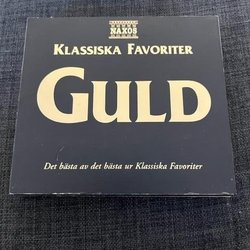 NAXOS
KLASSISKA FAVORITER
GULD
Det bästa av det bästa ur Klassiska Favoriter